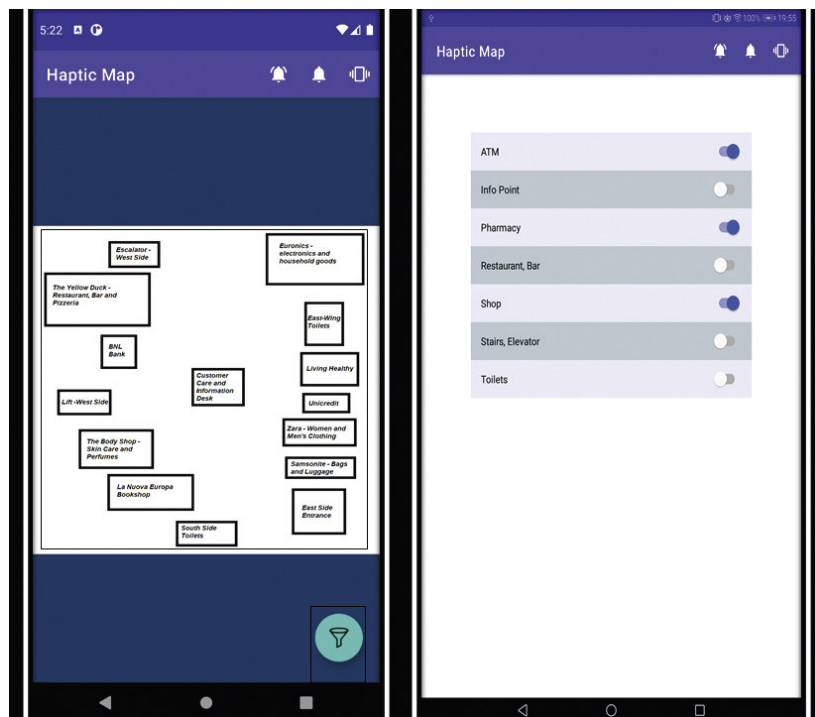 5:22
Haptic Map
Escalator -
West Side
Euronics -
electronics and
household goods
The Yellow Duck -
Restaurant, Bar and
Pizzeria
East-Wing
Toilets
BNL
Bank
Living Healthy
Customer
Care and
Information
Desk
Lift -West Side
Unicredit
Zara - Women and
Men's Clothing
The Body Shop -
Skin Care and
Perfumes
Samsonite - Bags
and Luggage
La Nuova Europa
Bookshop
East Side
Entrance
South Side
Toilets
100% 19:55
Haptic Map
ATM
Info Point
Pharmacy
Restaurant, Bar
Shop
Stairs, Elevator
Toilets